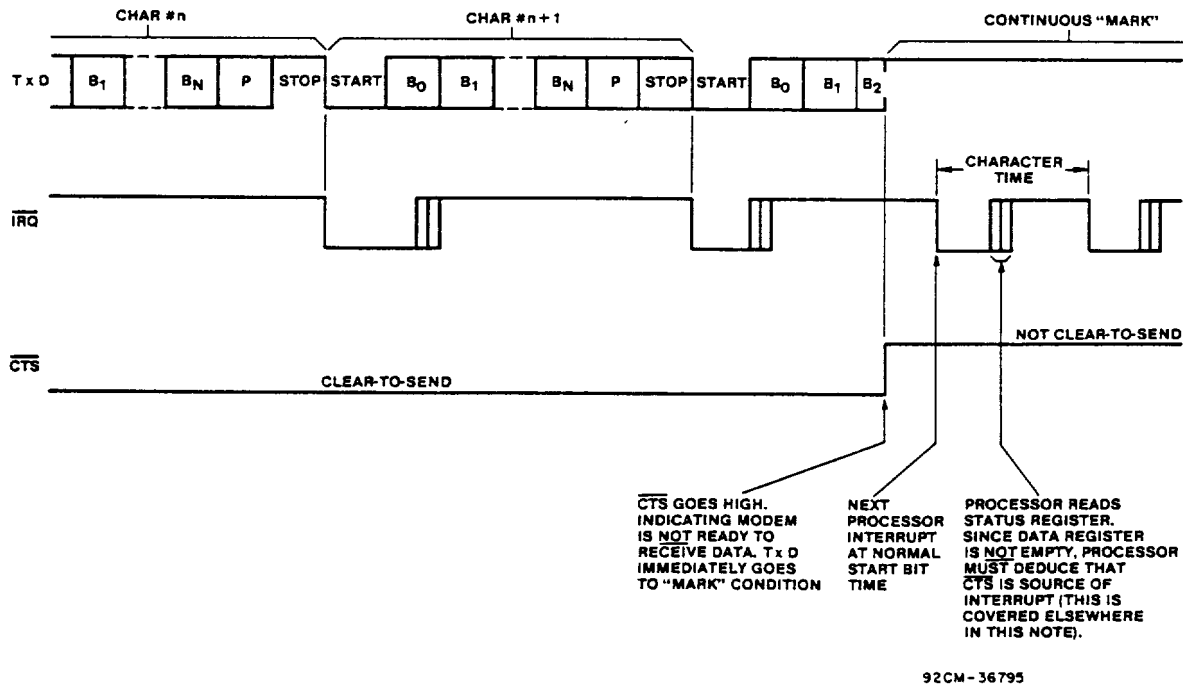 CHAR #n
CHAR #n+1
CONTINUOUS "MARK"
TxD B1 BN P STOP START B0 B1 BN P STOP START B0 B1 B2
CHARACTER
TIME
IRQ
NOT CLEAR-TO-SEND
CTS
CLEAR-TO-SEND
CTS GOES HIGH.
INDICATING MODEM
IS NOT READY TO
RECEIVE DATA. TxD
IMMEDIATELY GOES
TO "MARK" CONDITION
NEXT
PROCESSOR
INTERRUPT
AT NORMAL
START BIT
TIME
PROCESSOR READS
STATUS REGISTER.
SINCE DATA REGISTER
IS NOT EMPTY, PROCESSOR
MUST DEDUCE THAT
CTS IS SOURCE OF
INTERRUPT (THIS IS
COVERED ELSEWHERE
IN THIS NOTE).
92CM-36795